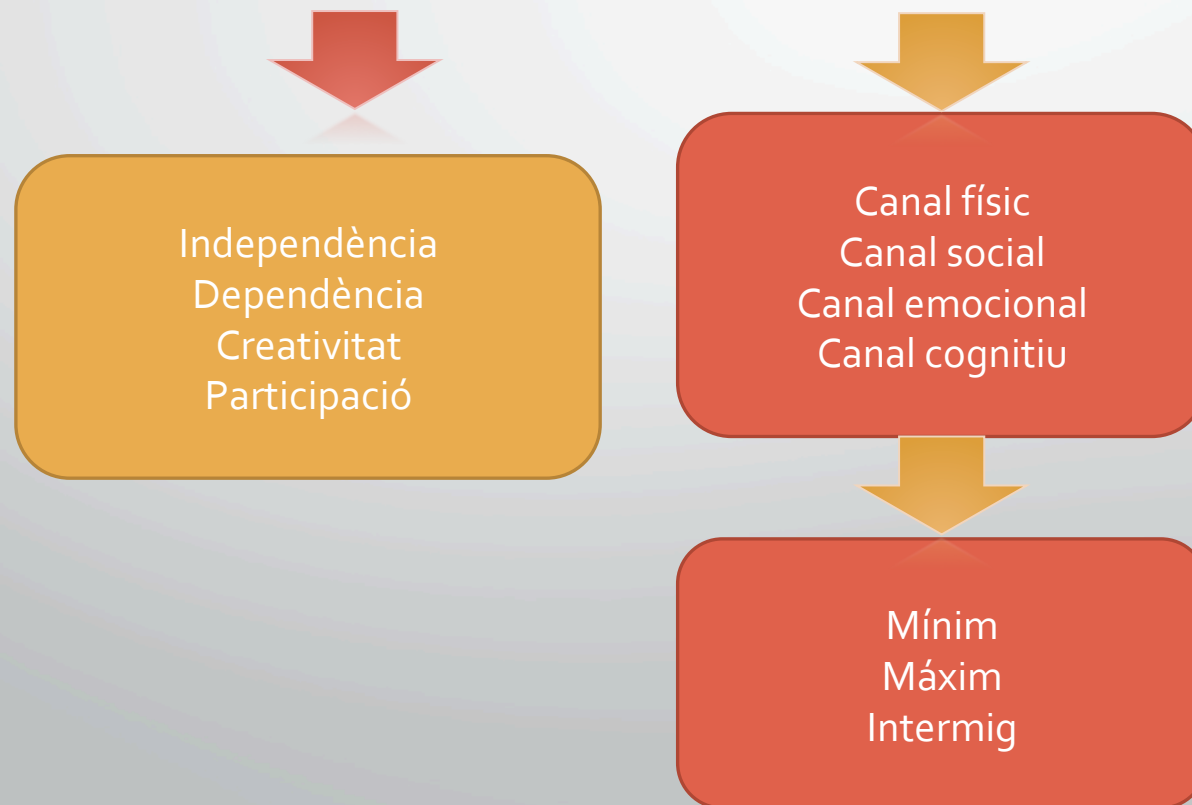 Independència
Dependència
Creativitat
Participació
Canal físic
Canal social
Canal emocional
Canal cognitiu
Mínim
Máxim
Intermig